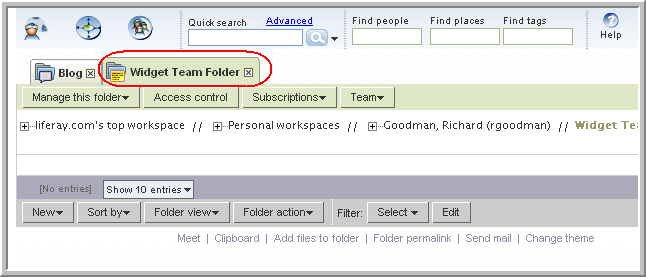 Quick search Advanced Find people Find places Find tags
Help
Blog Widget Team Folder
Manage this folder Access control Subscriptions Team
liferay.com's top workspace // Personal workspaces // Goodman, Richard (rgoodman) // Widget Tea
[No entries] Show 10 entries
New Sort by Folder view Folder action Filter: Select Edit
Meet | Clipboard | Add files to folder | Folder permalink | Send mail | Change theme